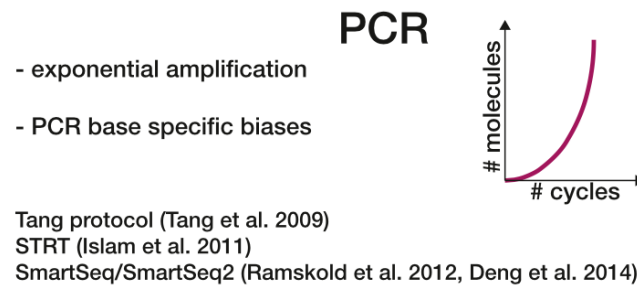 PCR
- exponential amplification
- PCR base specific biases
# molecules
# cycles
Tang protocol (Tang et al. 2009)
STRT (Islam et al. 2011)
SmartSeq/SmartSeq2 (Ramskold et al. 2012, Deng et al. 2014)